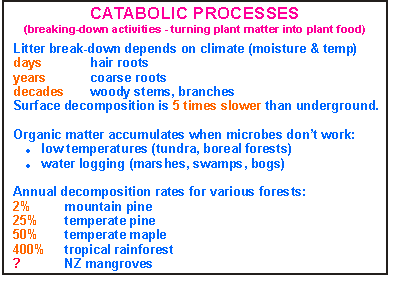 CATABOLIC PROCESSES
(breaking-down activities - turning plant matter into plant food)
Litter break-down depends on climate (moisture & temp)
days hair roots
years coarse roots
decades woody stems, branches
Surface decomposition is 5 times slower than underground.
Organic matter accumulates when microbes don't work:
• low temperatures (tundra, boreal forests)
• water logging (marshes, swamps, bogs)
Annual decomposition rates for various forests:
2% mountain pine
25% temperate pine
50% temperate maple
400% tropical rainforest
? NZ mangroves